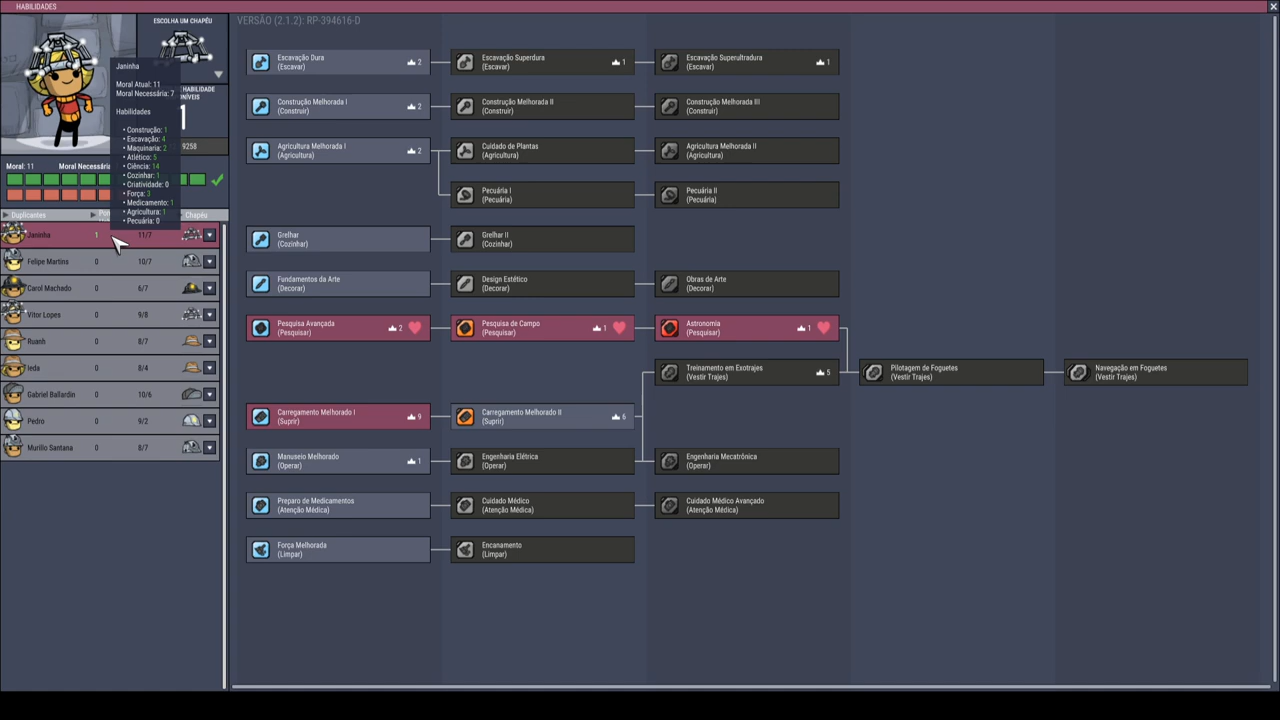 HABILIDADES
VERSÃO (2.1.2): RP-394616-D
ESCOLHA UM CHAPÉU
HABILIDADE
1
9258
Janinha
Moral Atual: 11
Moral Necessária: 7
Habilidades
• Construção: 1
• Escavação: 4
• Maquinaria: 2
• Atlético: 5
• Ciência: 14
• Cozinhar: 1
• Criatividade: 0
• Força: 3
• Medicamento: 1
• Agricultura: 1
• Pecuária: 0
Moral: 11
Moral Necessária
Duplicantes
Chapéu
Janinha 1 11/7
Felipe Martins 0 10/7
Carol Machado 0 6/7
Vitor Lopes 0 9/8
Ruanh 0 8/7
Ieda 0 8/4
Gabriel Ballardin 0 10/6
Pedro 0 9/2
Murillo Santana 0 8/7
Escavação Dura
(Escavar)
2
Escavação Superdura
(Escavar)
1
Escavação Superultradura
(Escavar)
1
Construção Melhorada I
(Construir)
2
Construção Melhorada II
(Construir)
Construção Melhorada III
(Construir)
Agricultura Melhorada I
(Agricultura)
2
Cuidado de Plantas
(Agricultura)
Agricultura Melhorada II
(Agricultura)
Pecuária I
(Pecuária)
Pecuária II
(Pecuária)
Grelhar
(Cozinhar)
Grelhar II
(Cozinhar)
Fundamentos da Arte
(Decorar)
Design Estético
(Decorar)
Obras de Arte
(Decorar)
Pesquisa Avançada
(Pesquisar)
2
Pesquisa de Campo
(Pesquisar)
1
Astronomia
(Pesquisar)
1
Treinamento em Exotrajes
(Vestir Trajes)
5
Pilotagem de Foguetes
(Vestir Trajes)
Navegação em Foguetes
(Vestir Trajes)
Carregamento Melhorado I
(Suprir)
9
Carregamento Melhorado II
(Suprir)
6
Manuseio Melhorado
(Operar)
1
Engenharia Elétrica
(Operar)
Engenharia Mecatrônica
(Operar)
Preparo de Medicamentos
(Atenção Médica)
Cuidado Médico
(Atenção Médica)
Cuidado Médico Avançado
(Atenção Médica)
Força Melhorada
(Limpar)
Encanamento
(Limpar)